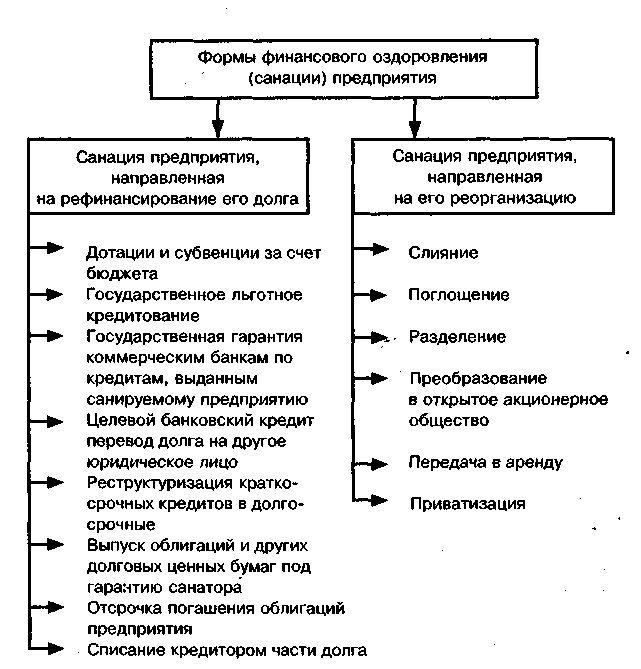 Формы финансового оздоровления
(санации) предприятия
Санация предприятия,
направленная
на рефинансирование его долга
Дотации и субвенции за счет
бюджета
Государственное льготное
кредитование
Государственная гарантия
коммерческим банкам по
кредитам, выданным
санируемому предприятию
Целевой банковский кредит
перевод долга на другое
юридическое лицо
Реструктуризация кратко-
срочных кредитов в долго-
срочные
Выпуск облигаций и других
долговых ценных бумаг под
гарантию санатора
Отсрочка погашения облигаций
предприятия
Списание кредитором части долга
Санация предприятия,
направленная
на его реорганизацию
Слияние
Поглощение
Разделение
Преобразование
в открытое акционерное
общество
Передача в аренду
Приватизация